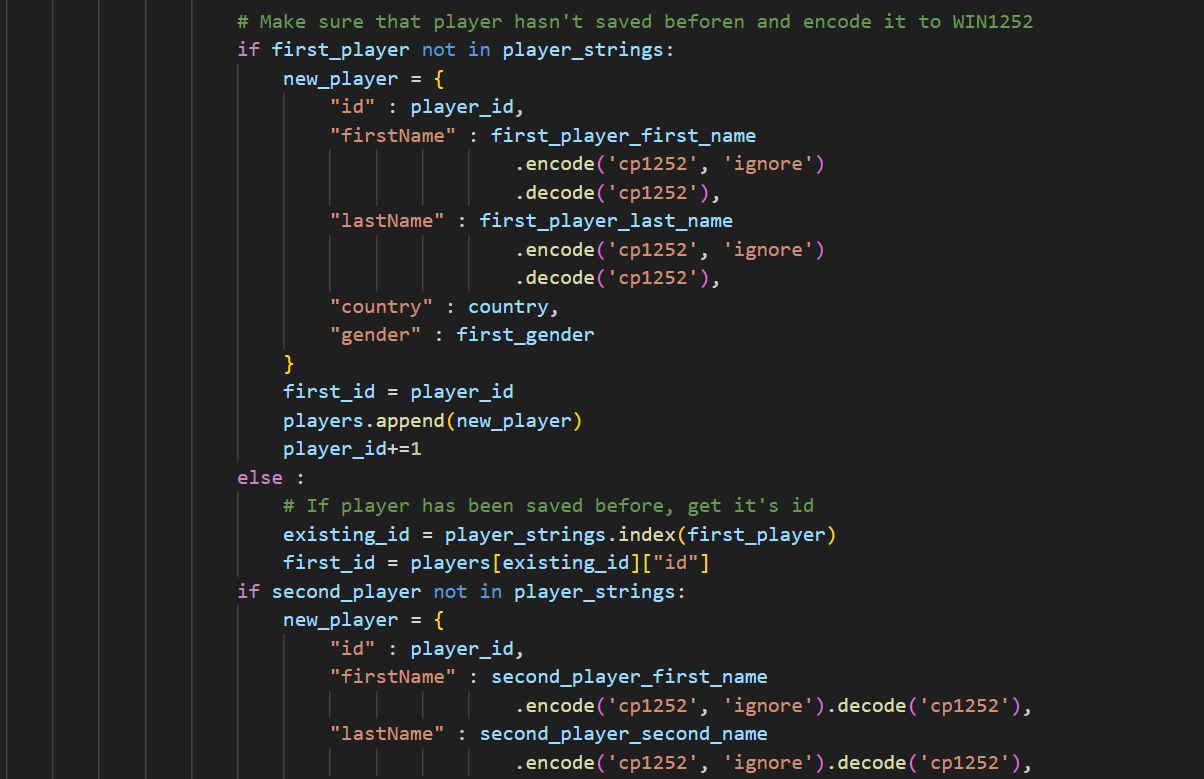 # Make sure that player hasn't saved beforen and encode it to WIN1252
if first_player not in player_strings:
new_player = {
"id" : player_id,
"firstName" : first_player_first_name
.encode('cp1252', 'ignore')
.decode('cp1252'),
"lastName" : first_player_last_name
.encode('cp1252', 'ignore')
.decode('cp1252'),
"country" : country,
"gender" : first_gender
}
first_id = player_id
players.append(new_player)
player_id+=1
else :
# If player has been saved before, get it's id
existing_id = player_strings.index(first_player)
first_id = players[existing_id]["id"]
if second_player not in player_strings:
new_player = {
"id" : player_id,
"firstName" : second_player_first_name
.encode('cp1252', 'ignore').decode('cp1252'),
"lastName" : second_player_second_name
.encode('cp1252', 'ignore').decode('cp1252'),